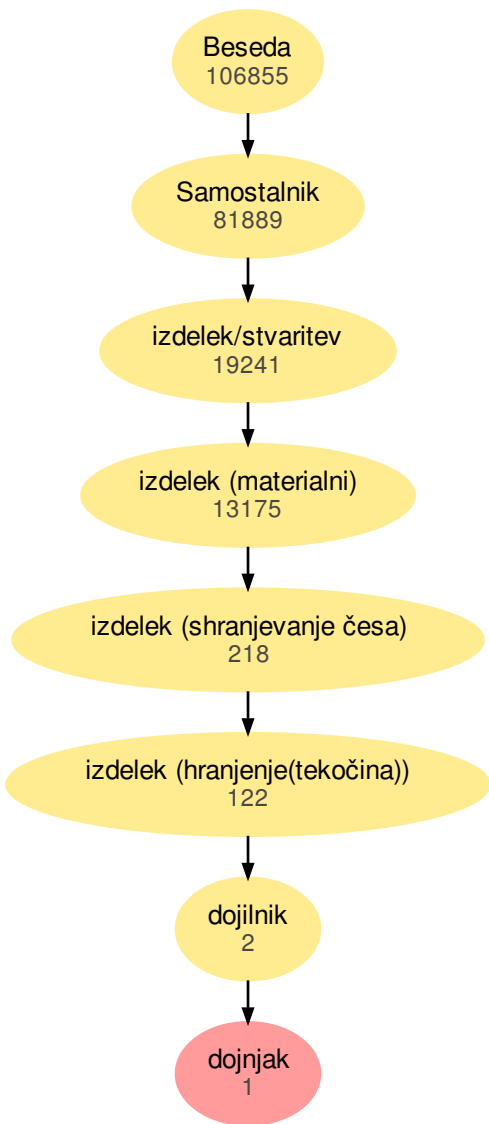 Beseda
106855
Samostalnik
81889
izdelek/stvaritev
19241
izdelek (materialni)
13175
izdelek (shranjevanje česa)
218
izdelek (hranjenje(tekočina))
122
dojilnik
2
dojnjak
1